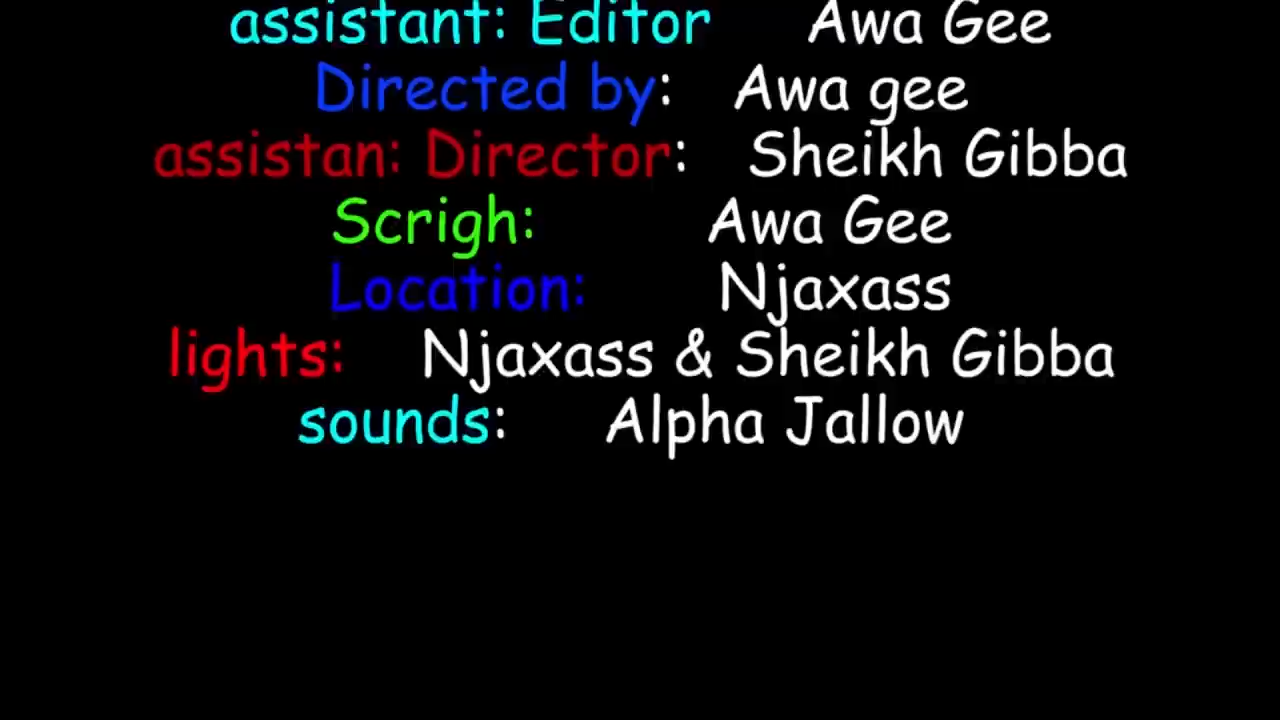 assistant: Editor Awa Gee
Directed by: Awa gee
assistan: Director: Sheikh Gibba
Scrigh: Awa Gee
Location: Njaxass
lights: Njaxass & Sheikh Gibba
sounds: Alpha Jallow